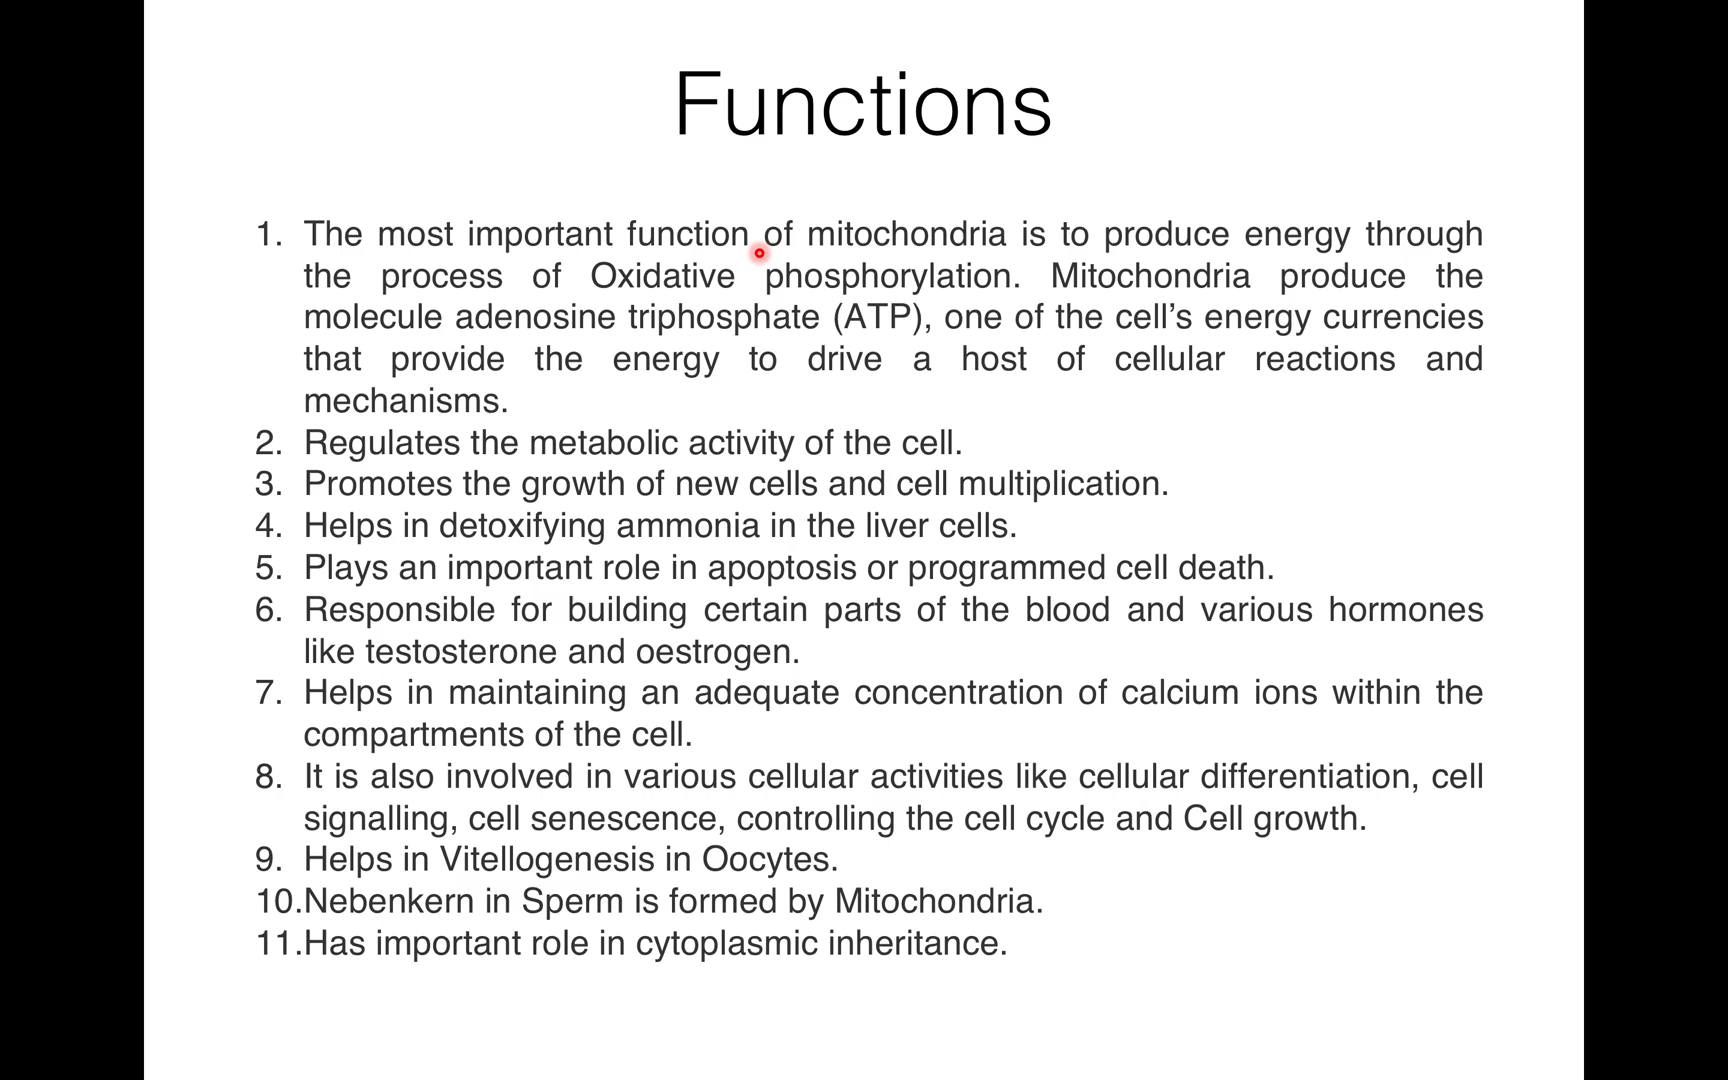 Functions
1. The most important function of mitochondria is to produce energy through
the process of Oxidative phosphorylation. Mitochondria produce the
molecule adenosine triphosphate (ATP), one of the cell’s energy currencies
that provide the energy to drive a host of cellular reactions and
mechanisms.
2. Regulates the metabolic activity of the cell.
3. Promotes the growth of new cells and cell multiplication.
4. Helps in detoxifying ammonia in the liver cells.
5. Plays an important role in apoptosis or programmed cell death.
6. Responsible for building certain parts of the blood and various hormones
like testosterone and oestrogen.
7. Helps in maintaining an adequate concentration of calcium ions within the
compartments of the cell.
8. It is also involved in various cellular activities like cellular differentiation, cell
signalling, cell senescence, controlling the cell cycle and Cell growth.
9. Helps in Vitellogenesis in Oocytes.
10.Nebenkern in Sperm is formed by Mitochondria.
11.Has important role in cytoplasmic inheritance.